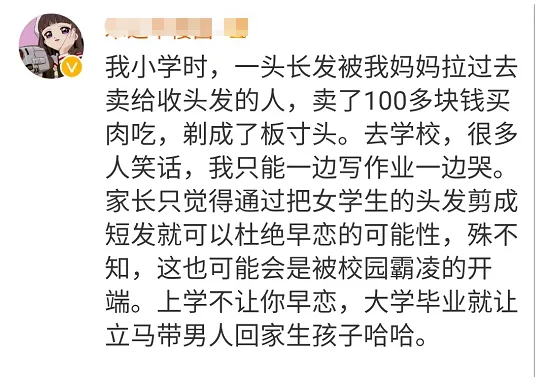 我小学时，一头长发被我妈妈拉过去
卖给收头发的人，卖了100多块钱买
肉吃，剃成了板寸头。去学校，很多
人笑话，我只能一边写作业一边哭。
家长只觉得通过把女学生的头发剪成
短发就可以杜绝早恋的可能性，殊不
知，这也可能会是被校园霸凌的开
端。上学不让你早恋，大学毕业就让
立马带男人回家生孩子哈哈。